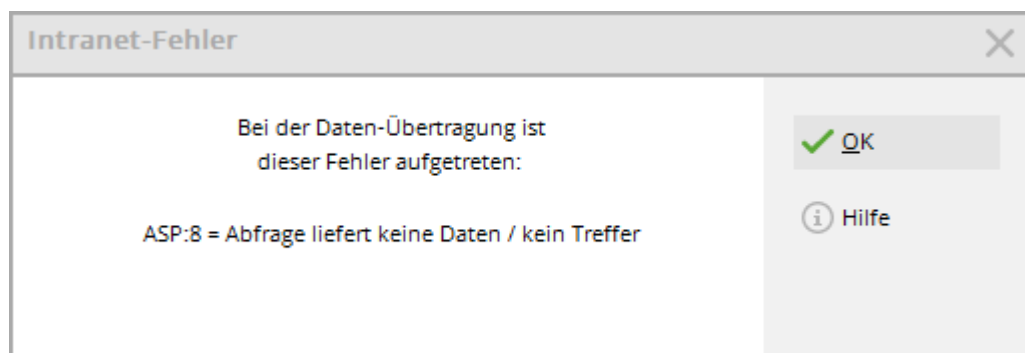 Intranet-Fehler
Bei der Daten-Übertragung ist
dieser Fehler aufgetreten:
ASP:8 = Abfrage liefert keine Daten / kein Treffer
OK
Hilfe